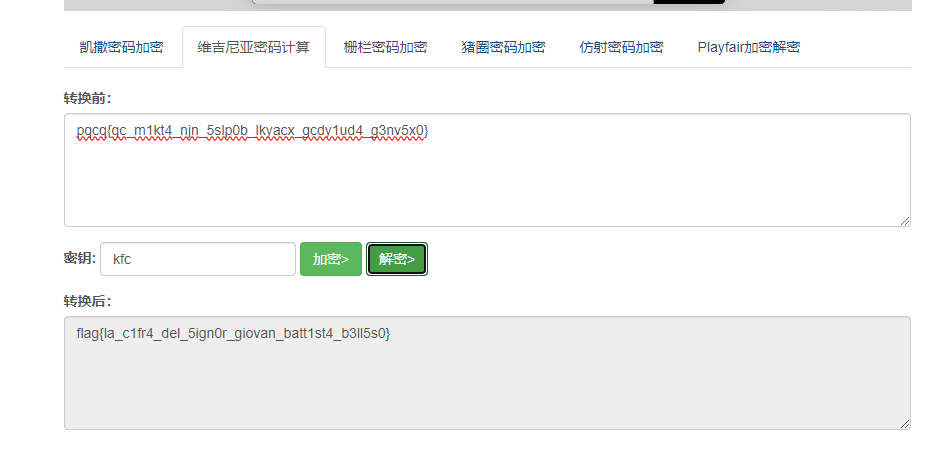 凯撒密码加密 维吉尼亚密码计算 栅栏密码加密 猪圈密码加密 仿射密码加密 Playfair加密解密
转换前：
pqcq{qc_m1kt4_njn_5slp0b_lkyacx_gcdy1ud4_g3nv5x0}
密钥: kfc 加密> 解密>
转换后：
flag{la_c1fr4_del_5ign0r_giovan_batt1st4_b3ll5s0}